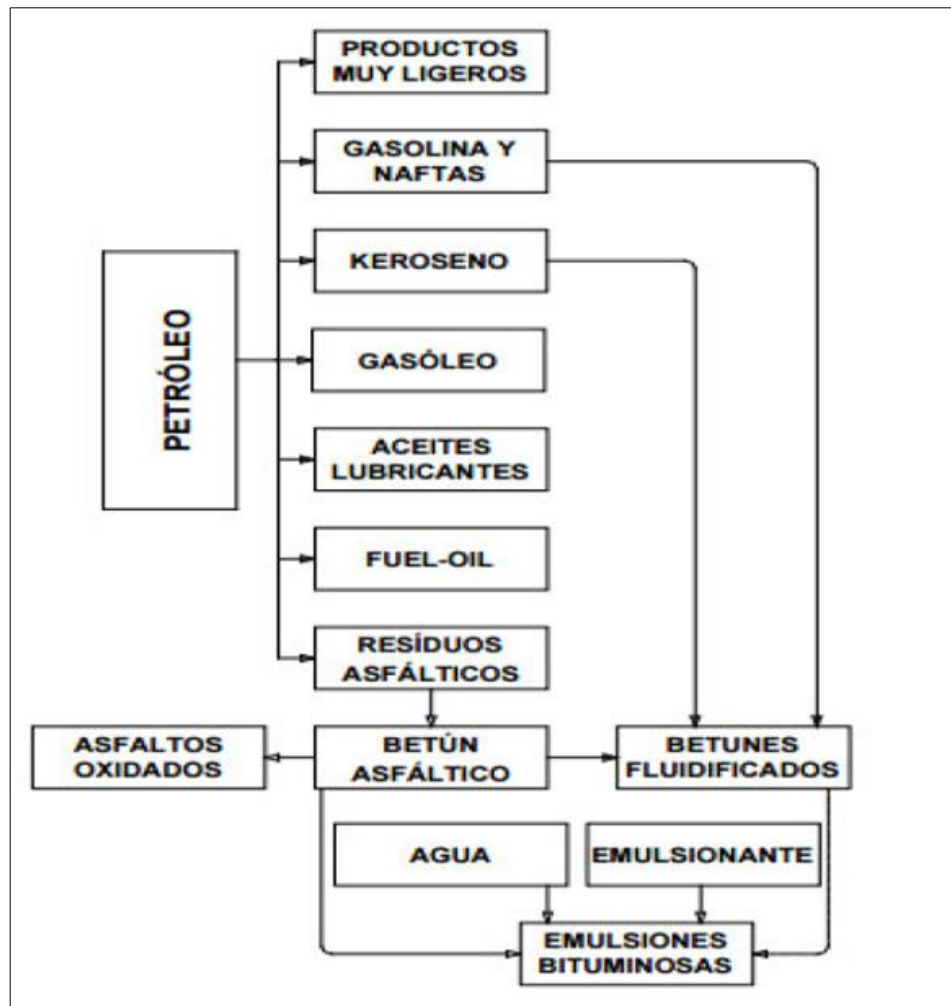 PRODUCTOS
MUY LIGEROS
GASOLINA Y
NAFTAS
KEROSENO
PETRÓLEO
GASÓLEO
ACEITES
LUBRICANTES
FUEL-OIL
RESÍDUOS
ASFÁLTICOS
ASFALTOS
OXIDADOS
BETÚN
ASFÁLTICO
BETUNES
FLUIDIFICADOS
AGUA
EMULSIONANTE
EMULSIONES
BITUMINOSAS